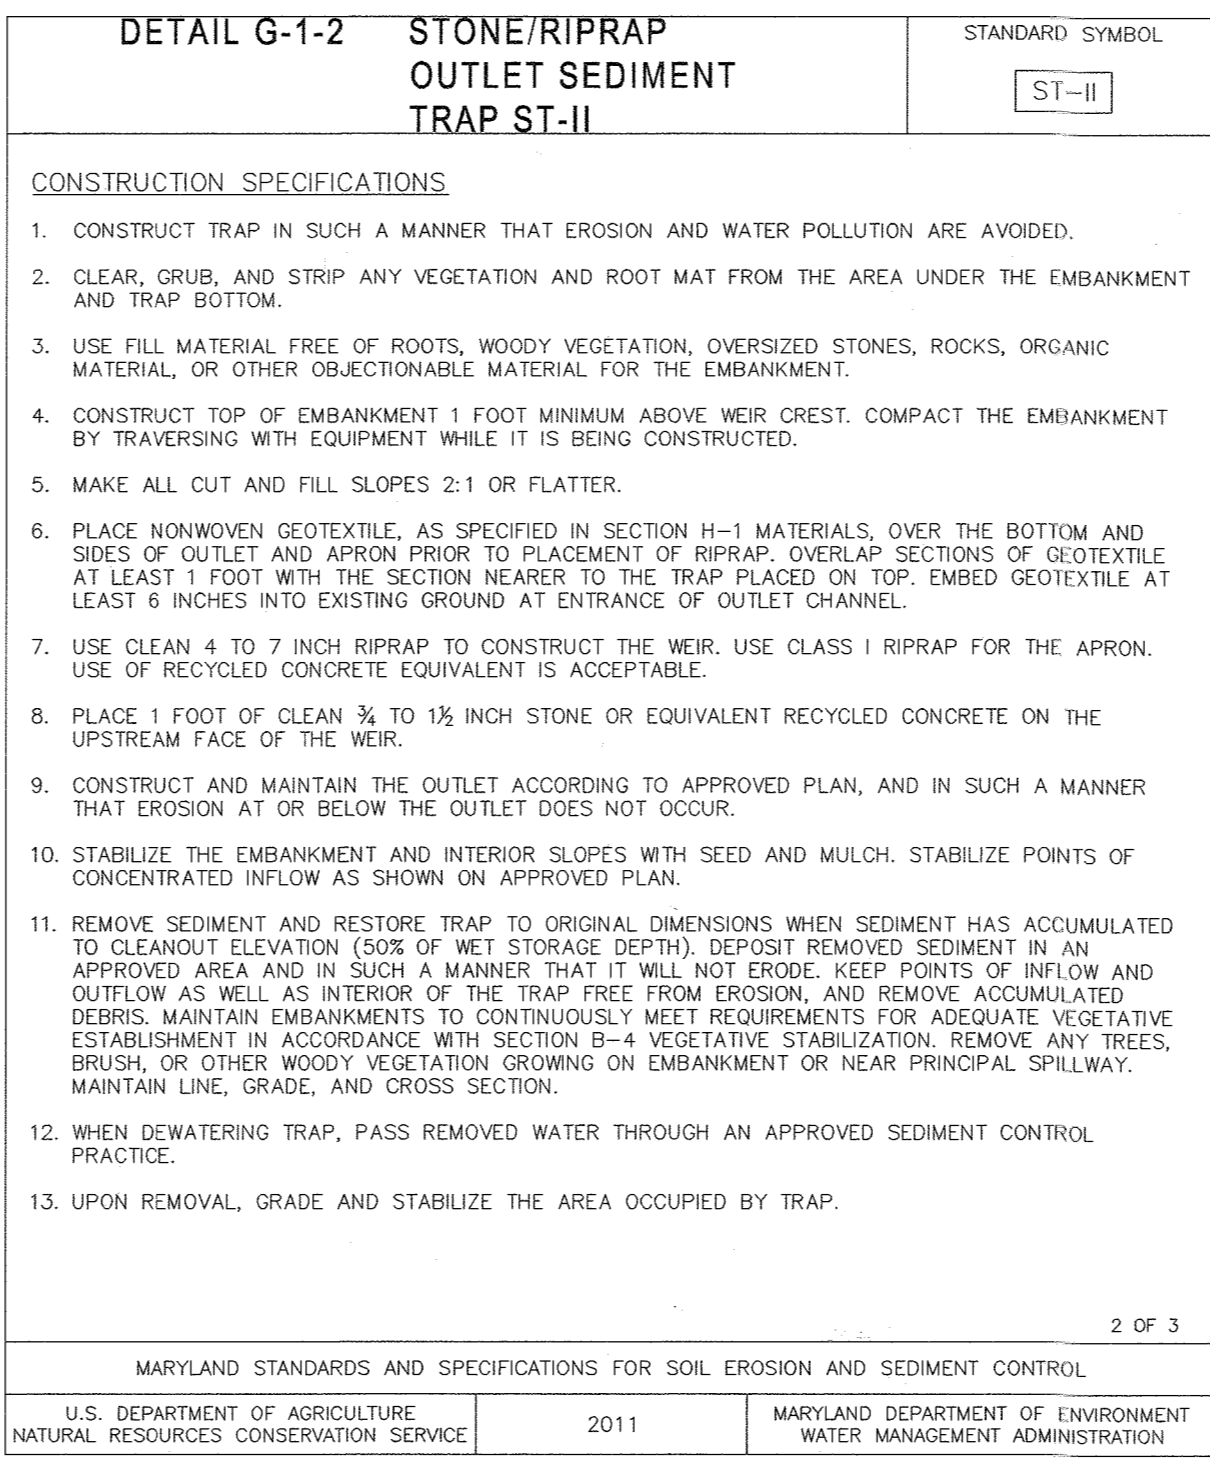 DETAIL G-1-2 STONE/RIPRAP
OUTLET SEDIMENT
TRAP ST-II
STANDARD SYMBOL
ST-II
CONSTRUCTION SPECIFICATIONS
1. CONSTRUCT TRAP IN SUCH A MANNER THAT EROSION AND WATER POLLUTION ARE AVOIDED.
2. CLEAR, GRUB, AND STRIP ANY VEGETATION AND ROOT MAT FROM THE AREA UNDER THE EMBANKMENT
AND TRAP BOTTOM.
3. USE FILL MATERIAL FREE OF ROOTS, WOODY VEGETATION, OVERSIZED STONES, ROCKS, ORGANIC
MATERIAL, OR OTHER OBJECTIONABLE MATERIAL FOR THE EMBANKMENT.
4. CONSTRUCT TOP OF EMBANKMENT 1 FOOT MINIMUM ABOVE WEIR CREST. COMPACT THE EMBANKMENT
BY TRAVERSING WITH EQUIPMENT WHILE IT IS BEING CONSTRUCTED.
5. MAKE ALL CUT AND FILL SLOPES 2:1 OR FLATTER.
6. PLACE NONWOVEN GEOTEXTILE, AS SPECIFIED IN SECTION H-1 MATERIALS, OVER THE BOTTOM AND
SIDES OF OUTLET AND APRON PRIOR TO PLACEMENT OF RIPRAP. OVERLAP SECTIONS OF GEOTEXTILE
AT LEAST 1 FOOT WITH THE SECTION NEARER TO THE TRAP PLACED ON TOP. EMBED GEOTEXTILE AT
LEAST 6 INCHES INTO EXISTING GROUND AT ENTRANCE OF OUTLET CHANNEL.
7. USE CLEAN 4 TO 7 INCH RIPRAP TO CONSTRUCT THE WEIR. USE CLASS I RIPRAP FOR THE APRON.
USE OF RECYCLED CONCRETE EQUIVALENT IS ACCEPTABLE.
8. PLACE 1 FOOT OF CLEAN ¾ TO 1½ INCH STONE OR EQUIVALENT RECYCLED CONCRETE ON THE
UPSTREAM FACE OF THE WEIR.
9. CONSTRUCT AND MAINTAIN THE OUTLET ACCORDING TO APPROVED PLAN, AND IN SUCH A MANNER
THAT EROSION AT OR BELOW THE OUTLET DOES NOT OCCUR.
10. STABILIZE THE EMBANKMENT AND INTERIOR SLOPES WITH SEED AND MULCH. STABILIZE POINTS OF
CONCENTRATED INFLOW AS SHOWN ON APPROVED PLAN.
11. REMOVE SEDIMENT AND RESTORE TRAP TO ORIGINAL DIMENSIONS WHEN SEDIMENT HAS ACCUMULATED
TO CLEANOUT ELEVATION (50% OF WET STORAGE DEPTH). DEPOSIT REMOVED SEDIMENT IN AN
APPROVED AREA AND IN SUCH A MANNER THAT IT WILL NOT ERODE. KEEP POINTS OF INFLOW AND
OUTFLOW AS WELL AS INTERIOR OF THE TRAP FREE FROM EROSION, AND REMOVE ACCUMULATED
DEBRIS. MAINTAIN EMBANKMENTS TO CONTINUOUSLY MEET REQUIREMENTS FOR ADEQUATE VEGETATIVE
ESTABLISHMENT IN ACCORDANCE WITH SECTION B-4 VEGETATIVE STABILIZATION. REMOVE ANY TREES,
BRUSH, OR OTHER WOODY VEGETATION GROWING ON EMBANKMENT OR NEAR PRINCIPAL SPILLWAY.
MAINTAIN LINE, GRADE, AND CROSS SECTION.
12. WHEN DEWATERING TRAP, PASS REMOVED WATER THROUGH AN APPROVED SEDIMENT CONTROL
PRACTICE.
13. UPON REMOVAL, GRADE AND STABILIZE THE AREA OCCUPIED BY TRAP.
2 OF 3
MARYLAND STANDARDS AND SPECIFICATIONS FOR SOIL EROSION AND SEDIMENT CONTROL
U.S. DEPARTMENT OF AGRICULTURE
NATURAL RESOURCES CONSERVATION SERVICE
2011
MARYLAND DEPARTMENT OF ENVIRONMENT
WATER MANAGEMENT ADMINISTRATION